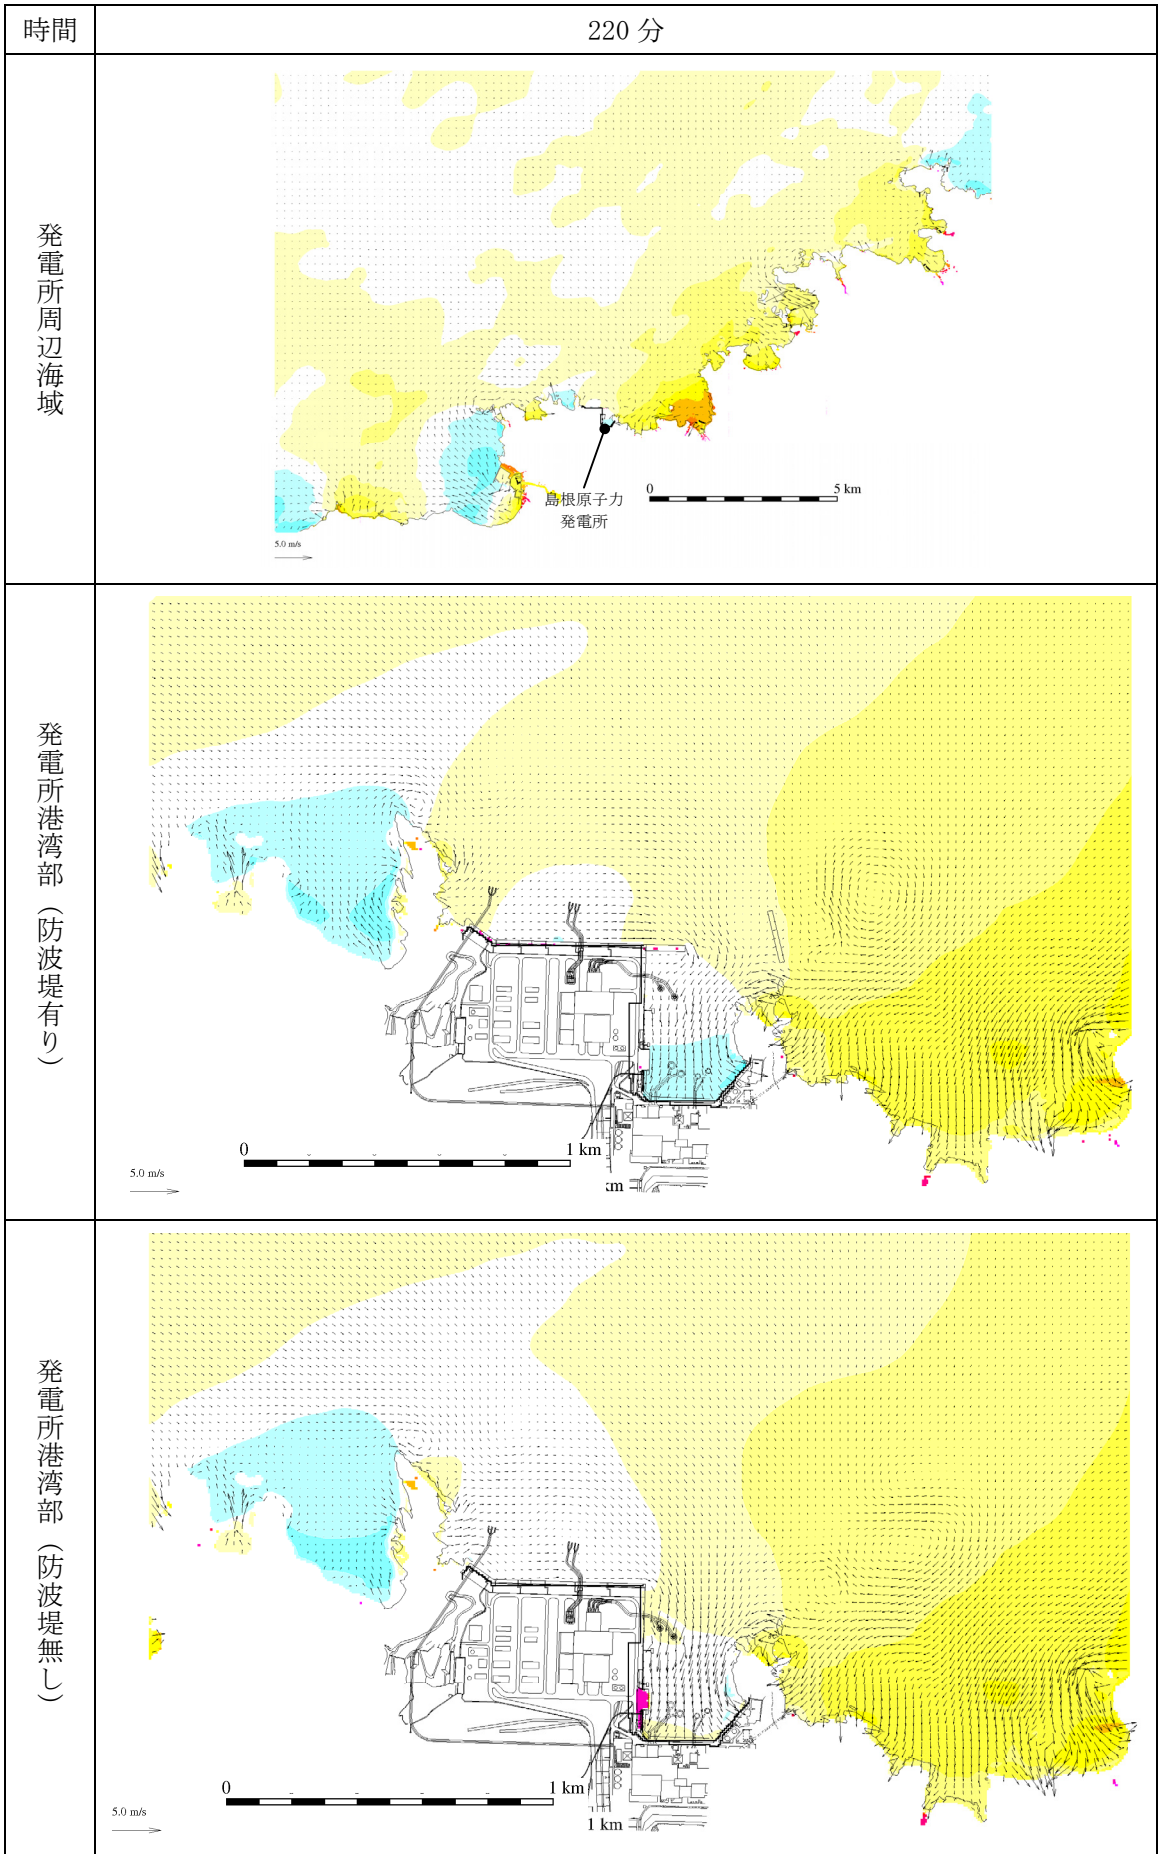 時間
220 分
発電所周辺海域
島根原子力
発電所
0
5 km
5.0 m/s
発電所港湾部（防波堤有り）
0
1 km
5.0 m/s
km
発電所港湾部（防波堤無し）
0
1 km
5.0 m/s
1 km